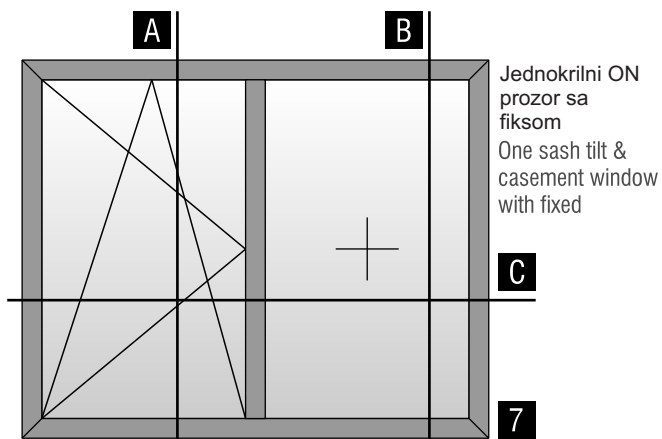 A
B
Jednokrilni ON
prozor sa
fiksom
One sash tilt &
casement window
with fixed
C
7